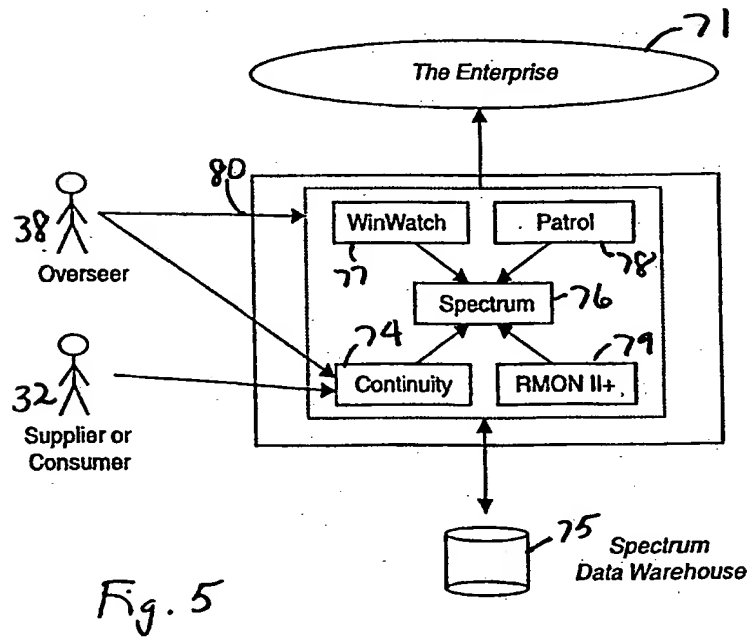 71
The Enterprise
80
38
Overseer
WinWatch
77
Patrol
78
Spectrum
76
74
Continuity
79
RMON II+
32
Supplier or
Consumer
75
Spectrum
Data Warehouse
Fig. 5